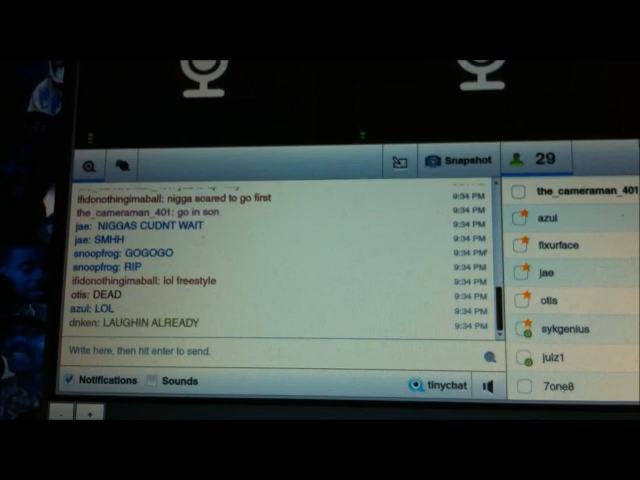 Snapshot
29
ifidonothingimaball: nigga scared to go first
9:34 PM
the_cameraman_401: go in son
9:34 PM
jae: NIGGAS CUDNT WAIT
9:34 PM
jae: SMHH
9:34 PM
snoopfrog: GOGOGO
9:34 PM
snoopfrog: RIP
9:34 PM
ifidonothingimaball: lol freestyle
9:34 PM
otis: DEAD
9:34 PM
azul: LOL
9:34 PM
dnken: LAUGHIN ALREADY
9:34 PM
Write here, then hit enter to send.
Notifications
Sounds
tinychat
the_cameraman_401
azul
flxurface
jae
otis
sykgenius
julz1
7one8
- +